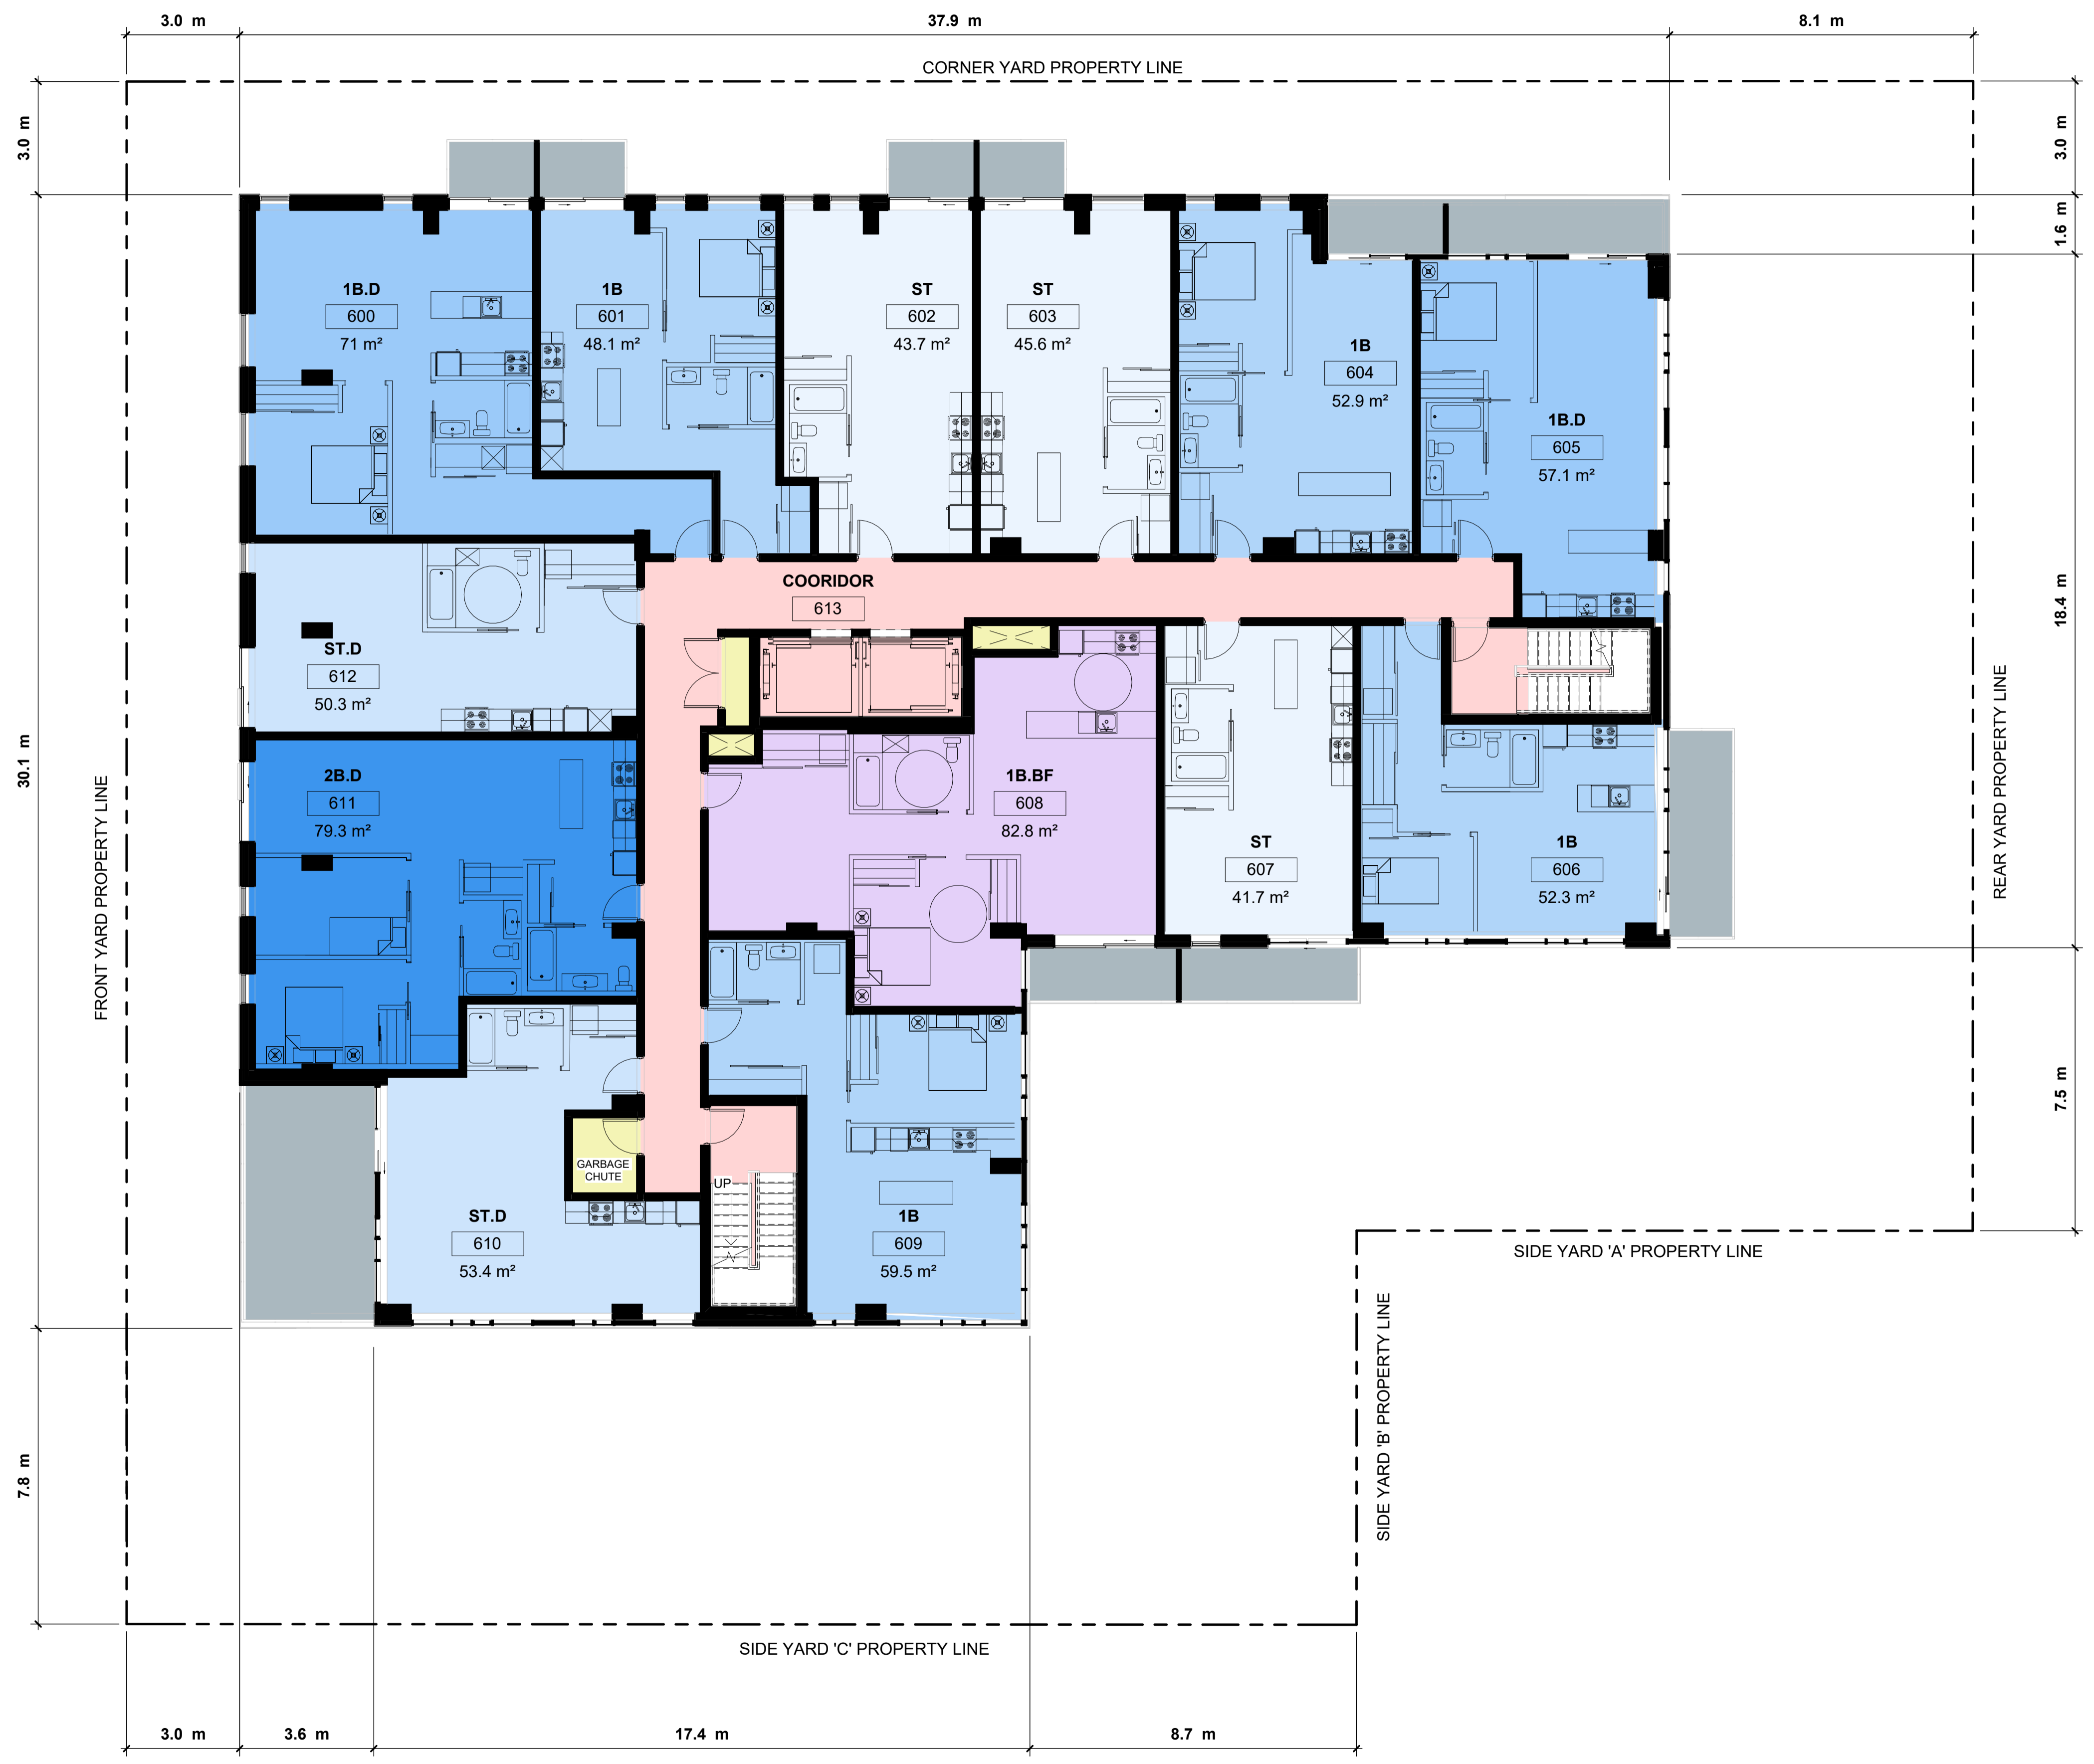 3.0 m
37.9 m
8.1 m
CORNER YARD PROPERTY LINE
3.0 m
3.0 m
1.6 m
1B.D
600
71 m²
1B
601
48.1 m²
ST
602
43.7 m²
ST
603
45.6 m²
1B
604
52.9 m²
1B.D
605
57.1 m²
COORIDOR
613
18.4 m
ST.D
612
50.3 m²
REAR YARD PROPERTY LINE
30.1 m
FRONT YARD PROPERTY LINE
2B.D
611
79.3 m²
1B.BF
608
82.8 m²
ST
607
41.7 m²
1B
606
52.3 m²
7.5 m
GARBAGE
CHUTE
UP
ST.D
610
53.4 m²
1B
609
59.5 m²
SIDE YARD 'A' PROPERTY LINE
SIDE YARD 'B' PROPERTY LINE
7.8 m
SIDE YARD 'C' PROPERTY LINE
3.0 m
3.6 m
17.4 m
8.7 m